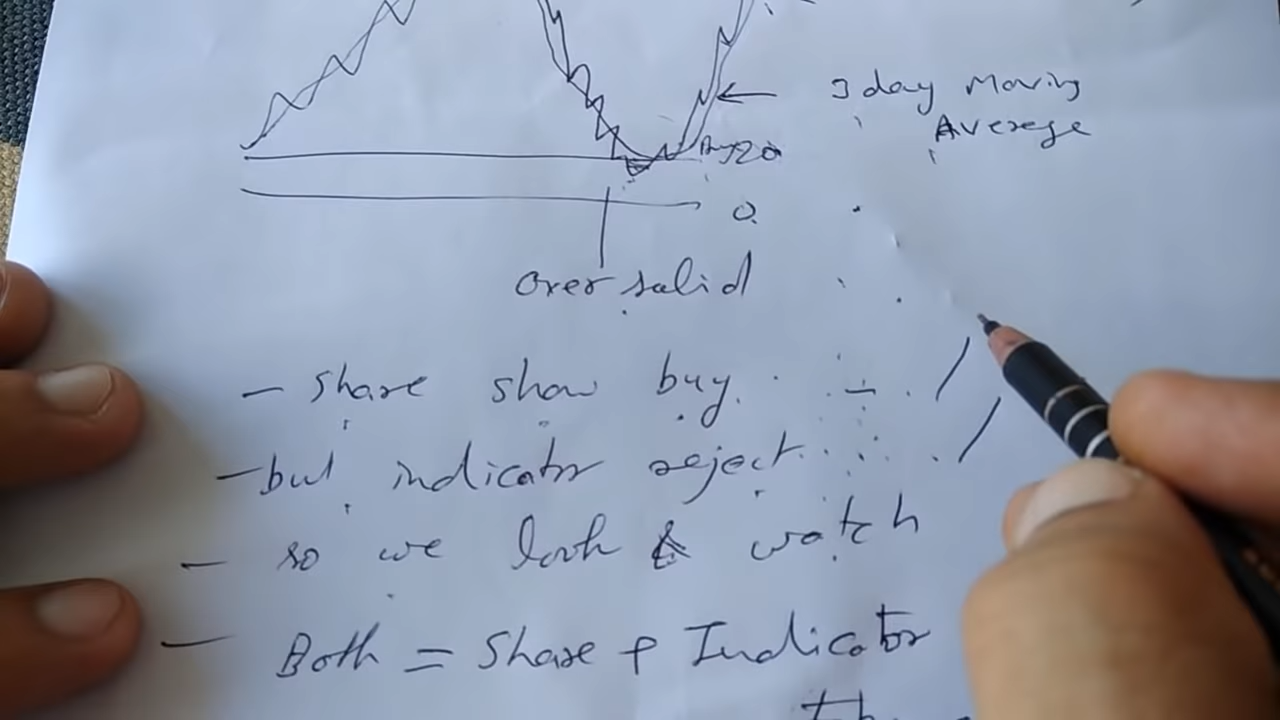 3 day Moving
Average
20
0
Over salid
- Share show buy
- but indicator reject
- so we look & watch
- Both = Share + Indicator